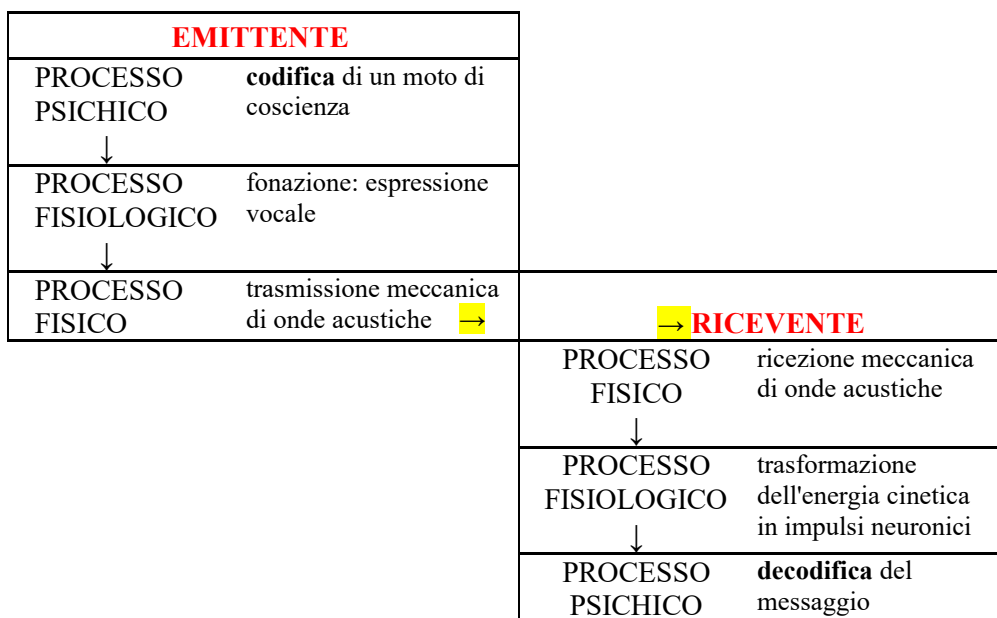 EMITTENTE
PROCESSO codifica di un moto di
PSICHICO coscienza
↓
PROCESSO fonazione: espressione
FISIOLOGICO vocale
↓
PROCESSO trasmissione meccanica
FISICO di onde acustiche →
→ RICEVENTE
PROCESSO ricezione meccanica
FISICO di onde acustiche
↓
PROCESSO trasformazione
FISIOLOGICO dell'energia cinetica
↓ in impulsi neuronici
PROCESSO decodifica del
PSICHICO messaggio